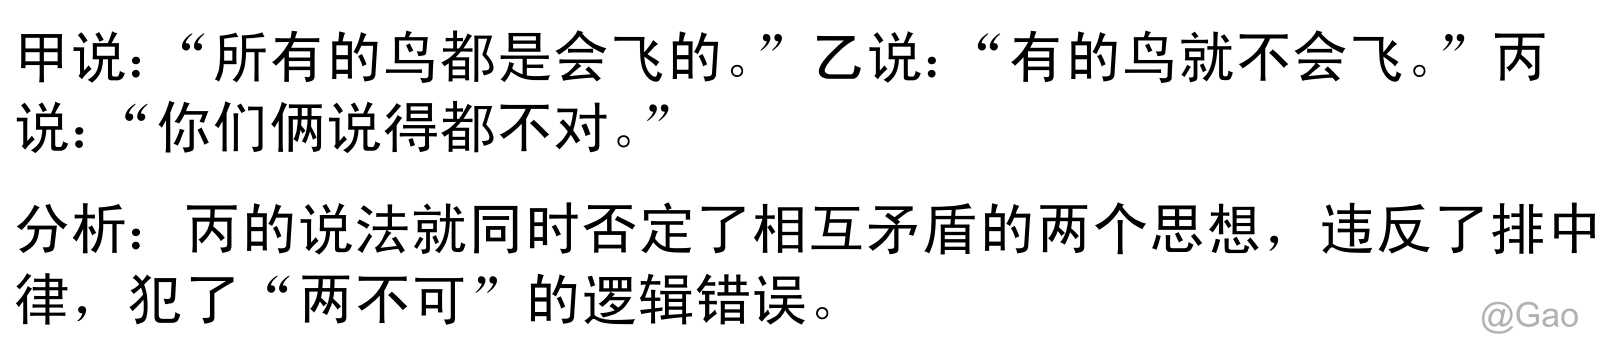 甲说：“所有的鸟都是会飞的。”乙说：“有的鸟就不会飞。”丙
说：“你们俩说得都不对。”
分析：丙的说法就同时否定了相互矛盾的两个思想，违反了排中
律，犯了“两不可”的逻辑错误。
@Gao